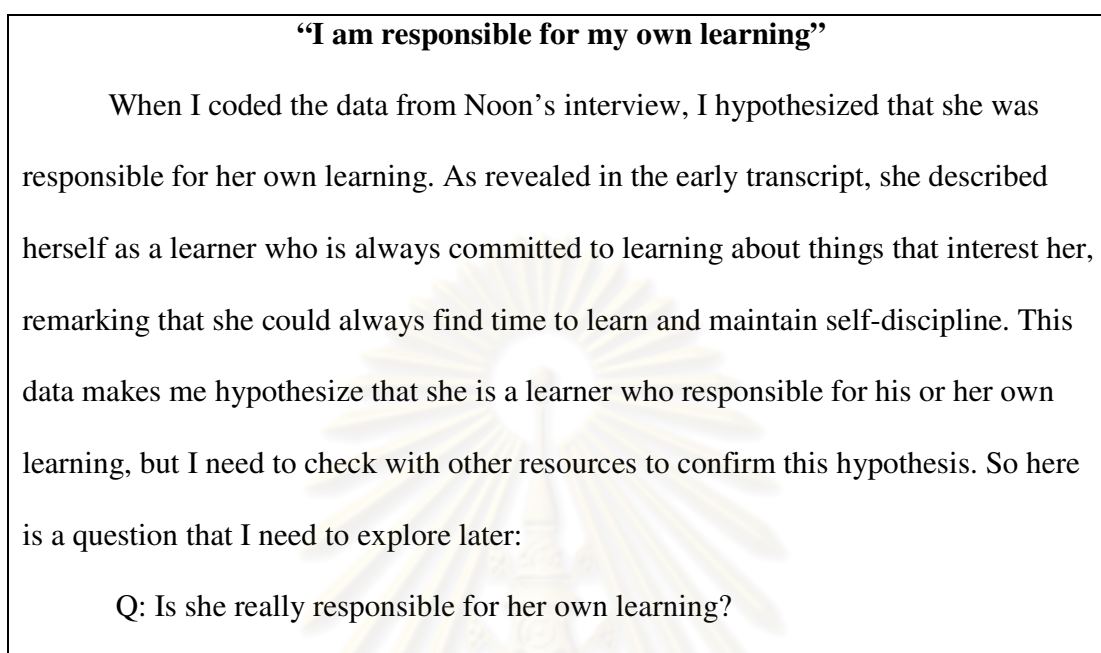 “I am responsible for my own learning”
When I coded the data from Noon’s interview, I hypothesized that she was
responsible for her own learning. As revealed in the early transcript, she described
herself as a learner who is always committed to learning about things that interest her,
remarking that she could always find time to learn and maintain self-discipline. This
data makes me hypothesize that she is a learner who responsible for his or her own
learning, but I need to check with other resources to confirm this hypothesis. So here
is a question that I need to explore later:
Q: Is she really responsible for her own learning?